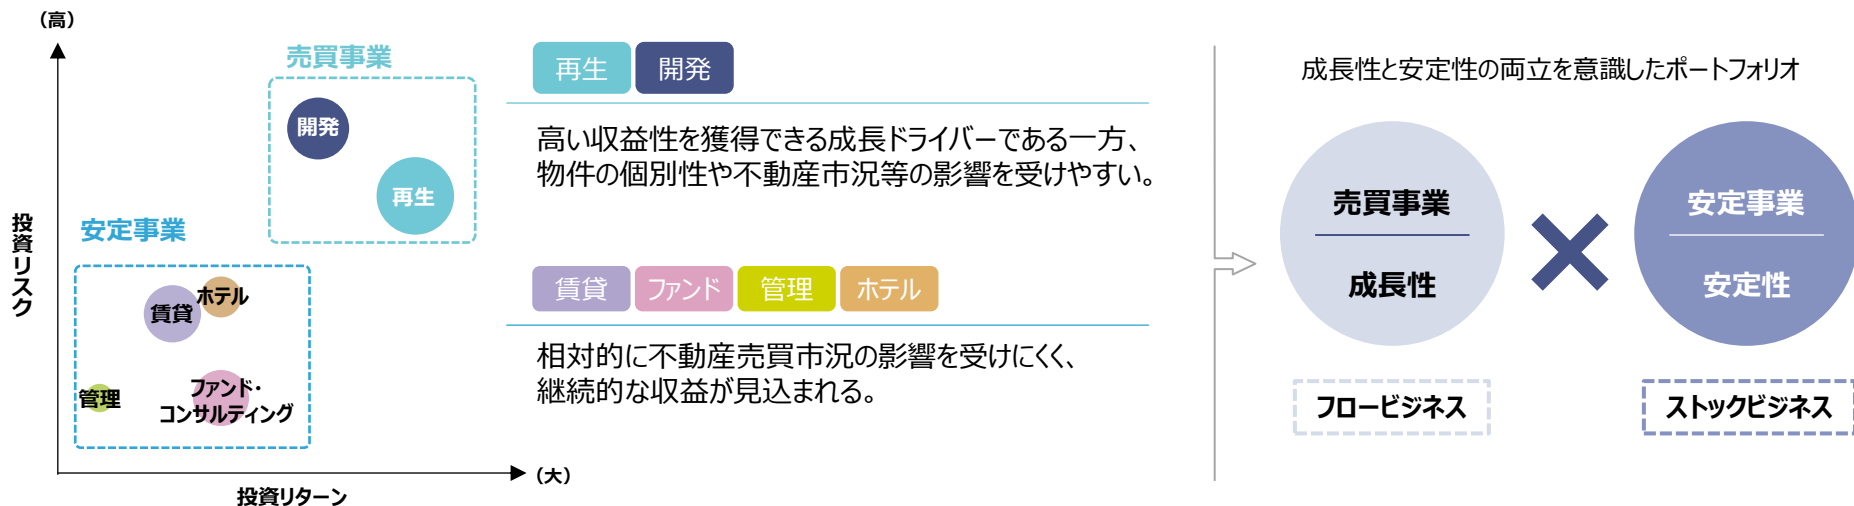 （高）
売買事業
開発
再生
安定事業
ホテル
賃貸
管理
ファンド・
コンサルティング
投資リスク
（大）
投資リターン
再生 開発
高い収益性を獲得できる成長ドライバーである一方、
物件の個別性や不動産市況等の影響を受けやすい。
賃貸 ファンド 管理 ホテル
相対的に不動産売買市況の影響を受けにくく、
継続的な収益が見込まれる。
成長性と安定性の両立を意識したポートフォリオ
売買事業
成長性
安定事業
安定性
フロービジネス
ストックビジネス